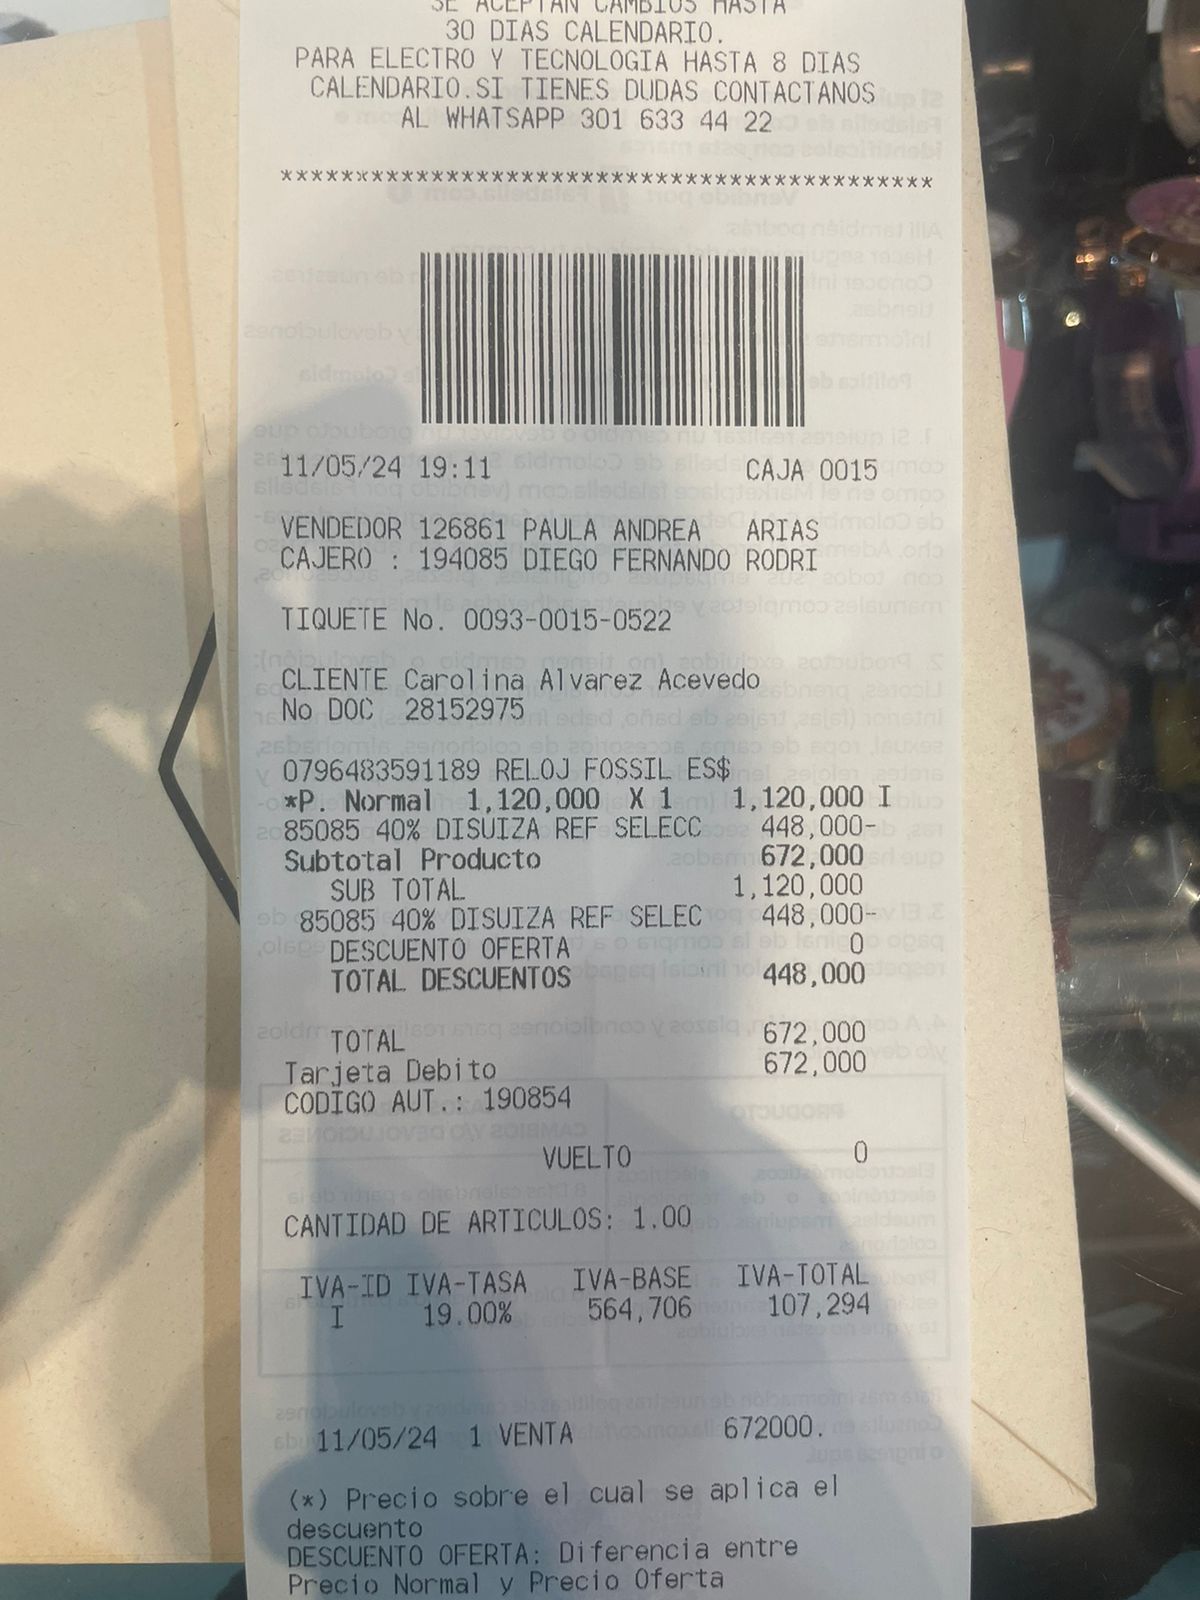 SE ACEPTAN CAMBIOS HASTA
30 DIAS CALENDARIO.
PARA ELECTRO Y TECNOLOGIA HASTA 8 DIAS
CALENDARIO.SI TIENES DUDAS CONTACTANOS
AL WHATSAPP 301 633 44 22
*******************************************
11/05/24 19:11 CAJA 0015
VENDEDOR 126861 PAULA ANDREA ARIAS
CAJERO : 194085 DIEGO FERNANDO RODRI
TIQUETE No. 0093-0015-0522
CLIENTE Carolina Alvarez Acevedo
No DOC 28152975
0796483591189 RELOJ FOSSIL ES$
*P Normal 1,120,000 X 1 1,120,000 I
85085 40% DISUIZA REF SELECC 448,000-
Subtotal Producto 672,000
SUB TOTAL 1,120,000
85085 40% DISUIZA REF SELEC 448,000-
DESCUENTO OFERTA 0
TOTAL DESCUENTOS 448,000
TOTAL 672,000
Tarjeta Debito 672,000
CODIGO AUT.: 190854
VUELTO 0
CANTIDAD DE ARTICULOS: 1.00
IVA-ID IVA-TASA IVA-BASE IVA-TOTAL
I 19.00% 564,706 107,294
11/05/24 1 VENTA 672000.
(*) Precio sobre el cual se aplica el
descuento
DESCUENTO OFERTA: Diferencia entre
Precio Normal y Precio Oferta